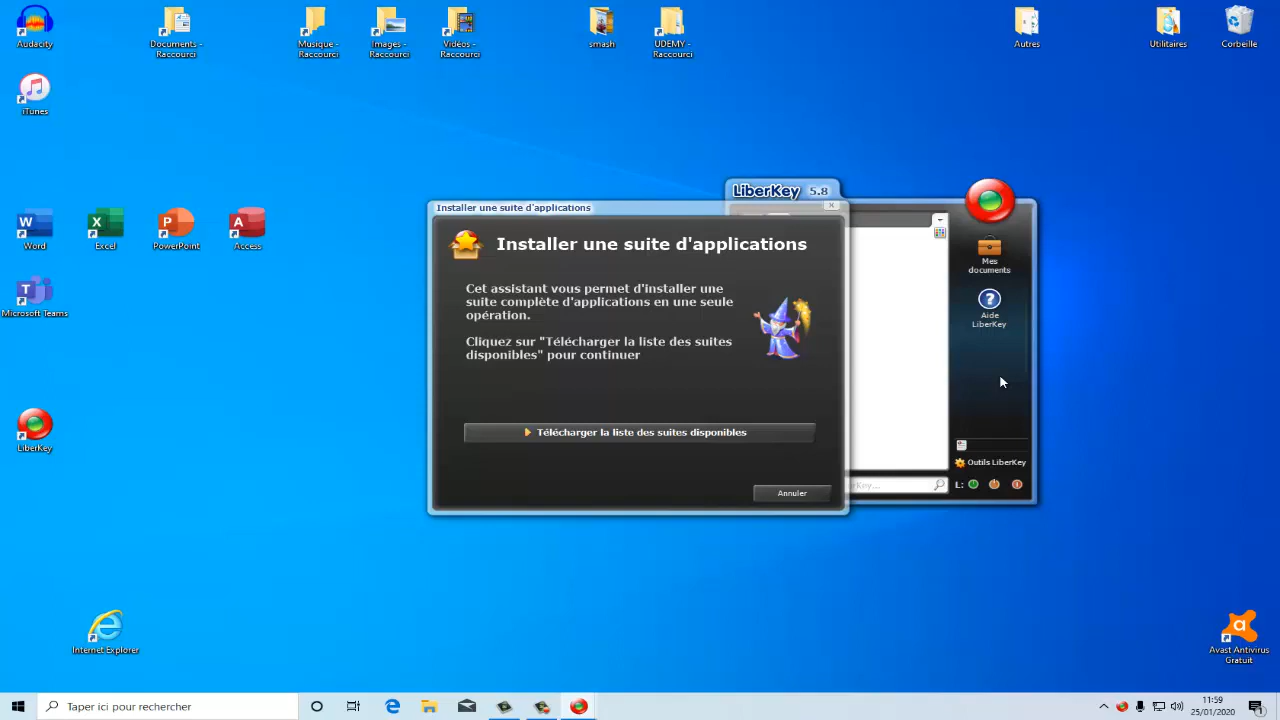 Audacity
Documents -
Raccourci
Musique -
Raccourci
Images -
Raccourci
Vidéos -
Raccourci
smash
UDEMY -
Raccourci
Autres
Utilitaires
Corbeille
iTunes
Word
Excel
PowerPoint
Access
Microsoft Teams
LiberKey
Internet Explorer
Avast Antivirus
Gratuit
LiberKey 5.8
Installer une suite d'applications
Installer une suite d'applications
Cet assistant vous permet d'installer une
suite complète d'applications en une seule
opération.
Cliquez sur "Télécharger la liste des suites
disponibles" pour continuer
Télécharger la liste des suites disponibles
Annuler
Mes
documents
Aide
LiberKey
Outils LiberKey
L:
Taper ici pour rechercher
11:59
25/01/2020